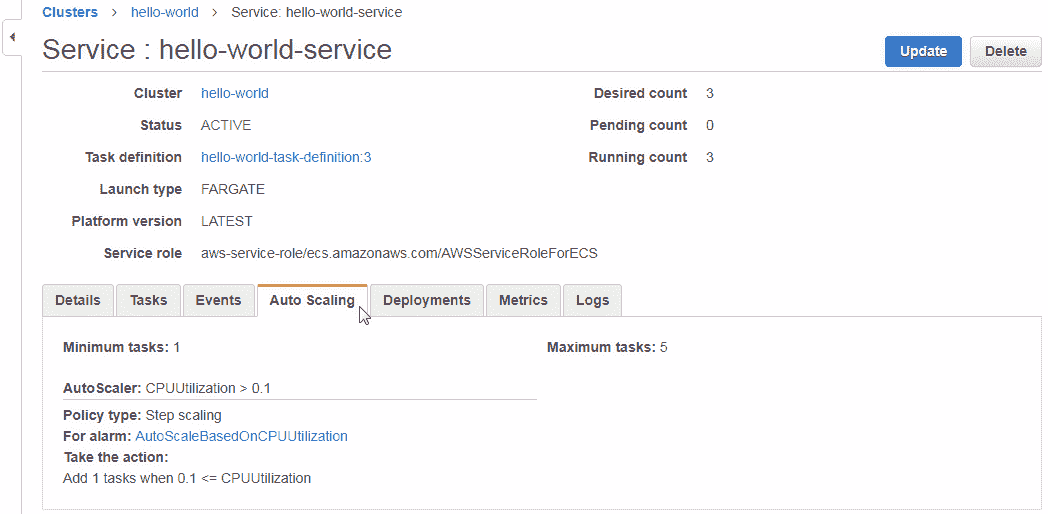 Clusters > hello-world > Service: hello-world-service
Service : hello-world-service
Update
Delete
Cluster hello-world
Desired count 3
Status ACTIVE
Pending count 0
Task definition hello-world-task-definition:3
Running count 3
Launch type FARGATE
Platform version LATEST
Service role aws-service-role/ecs.amazonaws.com/AWSServiceRoleForECS
Details Tasks Events Auto Scaling Deployments Metrics Logs
Minimum tasks: 1
Maximum tasks: 5
AutoScaler: CPUUtilization > 0.1
Policy type: Step scaling
For alarm: AutoScaleBasedOnCPUUtilization
Take the action:
Add 1 tasks when 0.1 <= CPUUtilization